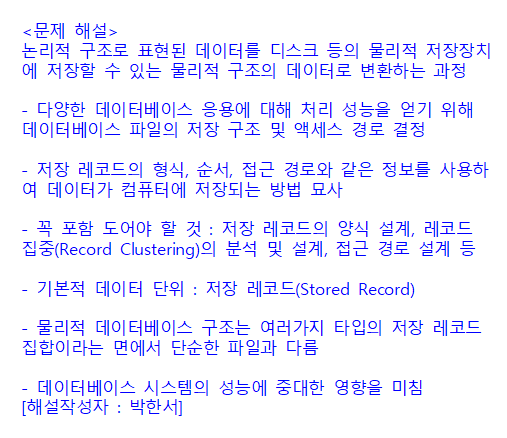 <문제 해설>
논리적 구조로 표현된 데이터를 디스크 등의 물리적 저장장치
에 저장할 수 있는 물리적 구조의 데이터로 변환하는 과정
- 다양한 데이터베이스 응용에 대해 처리 성능을 얻기 위해
데이터베이스 파일의 저장 구조 및 액세스 경로 결정
- 저장 레코드의 형식, 순서, 접근 경로와 같은 정보를 사용하
여 데이터가 컴퓨터에 저장되는 방법 묘사
- 꼭 포함 도어야 할 것 : 저장 레코드의 양식 설계, 레코드
집중(Record Clustering)의 분석 및 설계, 접근 경로 설계 등
- 기본적 데이터 단위 : 저장 레코드(Stored Record)
- 물리적 데이터베이스 구조는 여러가지 타입의 저장 레코드
집합이라는 면에서 단순한 파일과 다름
- 데이터베이스 시스템의 성능에 중대한 영향을 미침
[해설작성자 : 박한서]